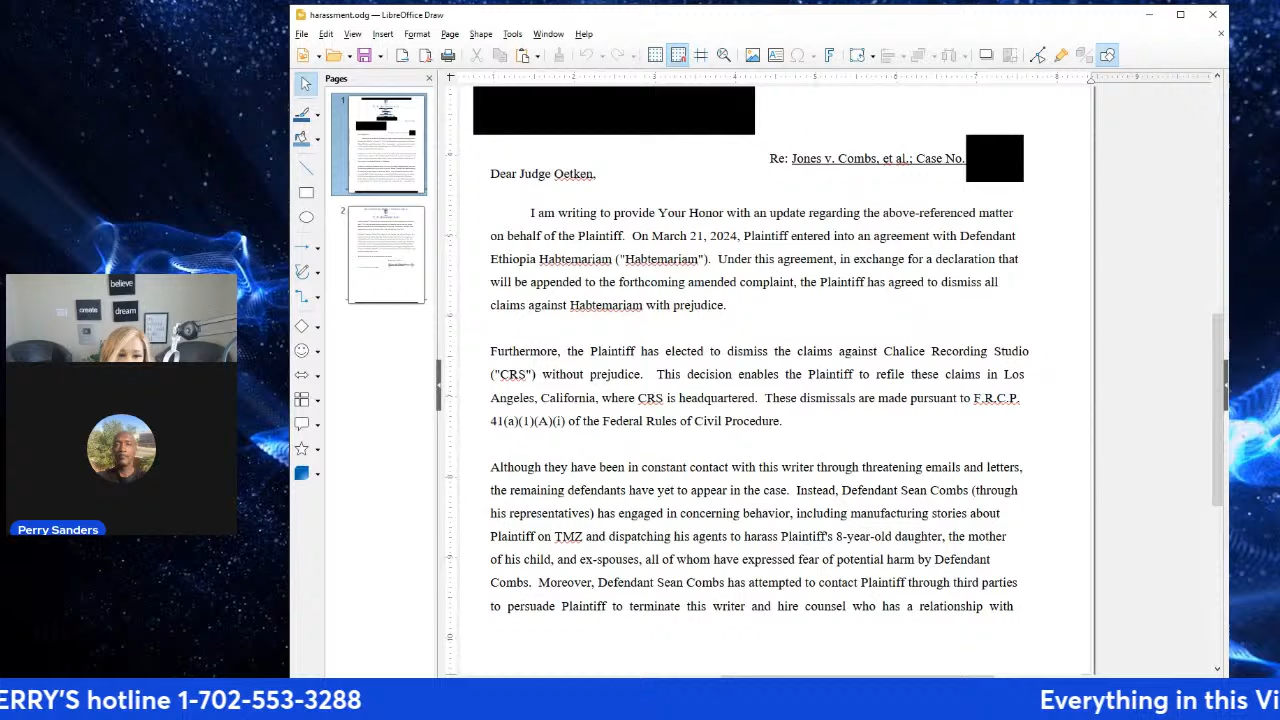 harassment.odg — LibreOffice Draw
File Edit View Insert Format Page Shape Tools Window Help
Pages
1
2
Re: Jones v. Combs, et al.; Case No.
Dear Judge Oetken,
I am writing to provide Your Honor with an update regarding the above-referenced matter
on behalf of the Plaintiff. On March 21, 2024, Plaintiff entered into an agreement with Defendant
Ethiopia Habtemariam ("Habtemariam"). Under this agreement, in exchange for a declaration that
will be appended to the forthcoming amended complaint, the Plaintiff has agreed to dismiss all
claims against Habtemariam with prejudice.
Furthermore, the Plaintiff has elected to dismiss the claims against Chalice Recording Studio
("CRS") without prejudice. This decision enables the Plaintiff to refile these claims in Los
Angeles, California, where CRS is headquartered. These dismissals are made pursuant to F.R.C.P.
41(a)(1)(A)(i) of the Federal Rules of Civil Procedure.
Although they have been in constant contact with this writer through threatening emails and letters,
the remaining defendants have yet to appear in the case. Instead, Defendant Sean Combs (through
his representatives) has engaged in concerning behavior, including manufacturing stories about
Plaintiff on TMZ and dispatching his agents to harass Plaintiff's 8-year-old daughter, the mother
of his child, and ex-spouses, all of whom have expressed fear of potential harm by Defendant
Combs. Moreover, Defendant Sean Combs has attempted to contact Plaintiff through third parties
to persuade Plaintiff to terminate this writer and hire counsel who has a relationship with
believe
create
dream
Perry Sanders
ERRY'S hotline 1-702-553-3288
Everything in this Vi